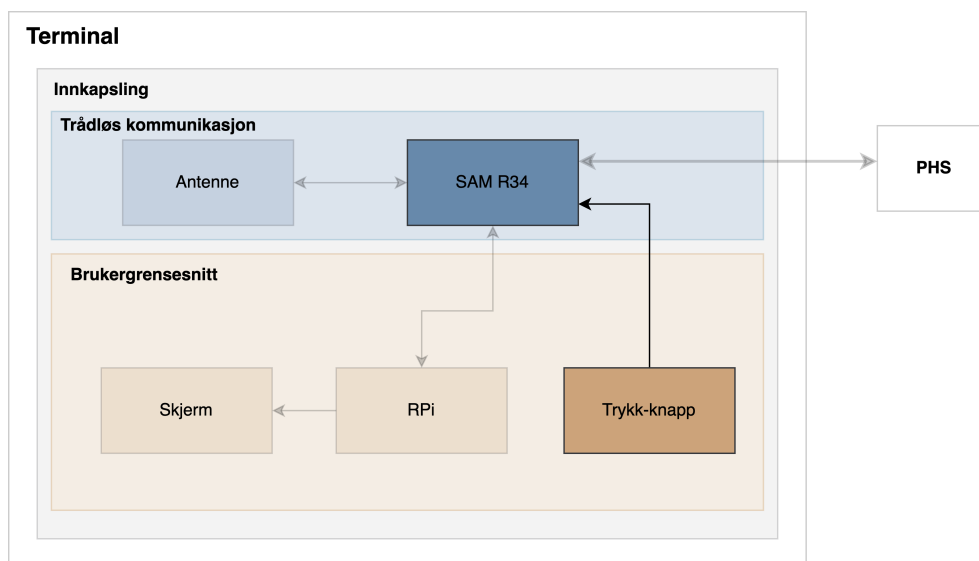 Terminal
Innkapsling
Trådløs kommunikasjon
Antenne
SAM R34
PHS
Brukergrensesnitt
Skjerm
RPi
Trykk-knapp